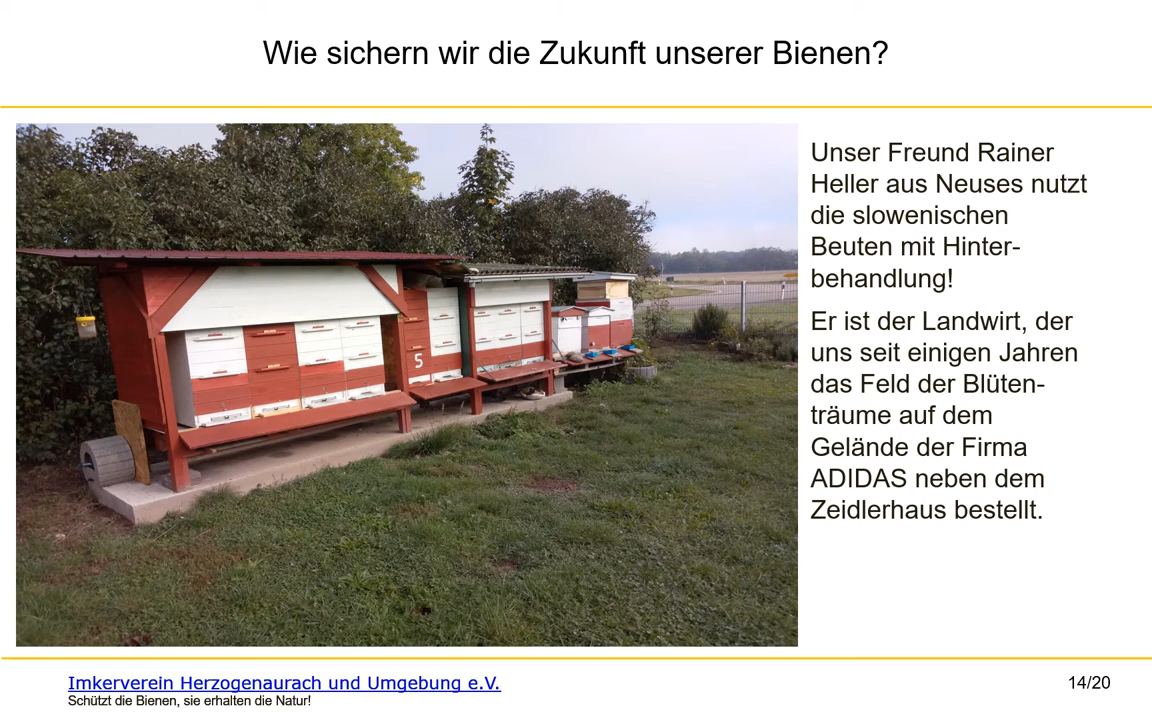 Wie sichern wir die Zukunft unserer Bienen?
Unser Freund Rainer
Heller aus Neuses nutzt
die slowenischen
Beuten mit Hinter-
behandlung!
Er ist der Landwirt, der
uns seit einigen Jahren
das Feld der Blüten-
träume auf dem
Gelände der Firma
ADIDAS neben dem
Zeidlerhaus bestellt.
5
Imkerverein Herzogenaurach und Umgebung e.V.
Schützt die Bienen, sie erhalten die Natur!
14/20